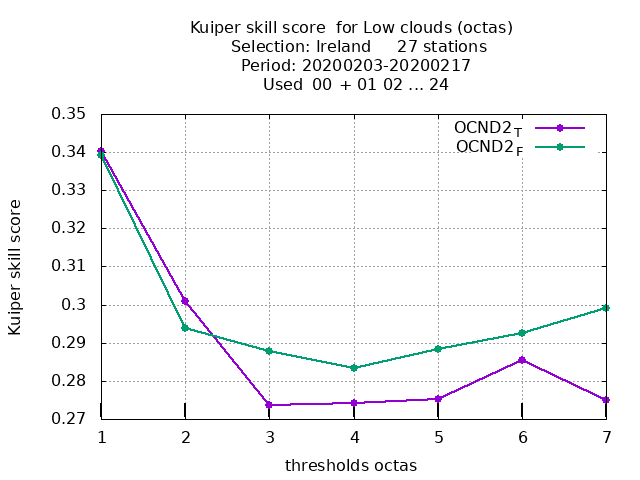 Kuiper skill score  for Low clouds (octas)
Selection: Ireland     27 stations
Period: 20200203-20200217
Used  00 + 01 02 ... 24
0.35
0.34
0.33
0.32
0.31
0.3
0.29
0.28
0.27
Kuiper skill score
OCND2T
OCND2F
1 2 3 4 5 6 7
thresholds octas